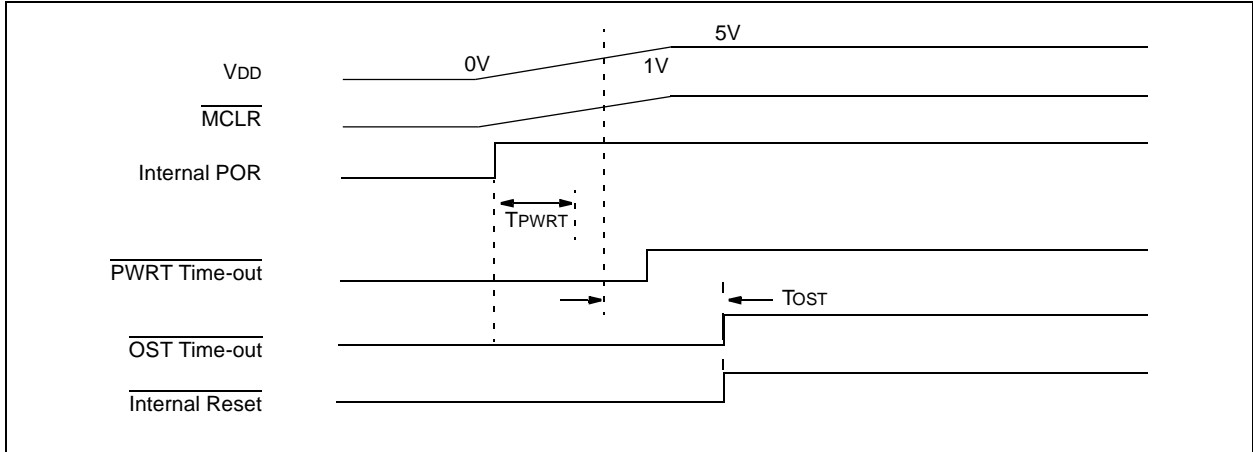 5V
0V
1V
VDD
MCLR
Internal POR
TPWRT
PWRT Time-out
TOST
OST Time-out
Internal Reset